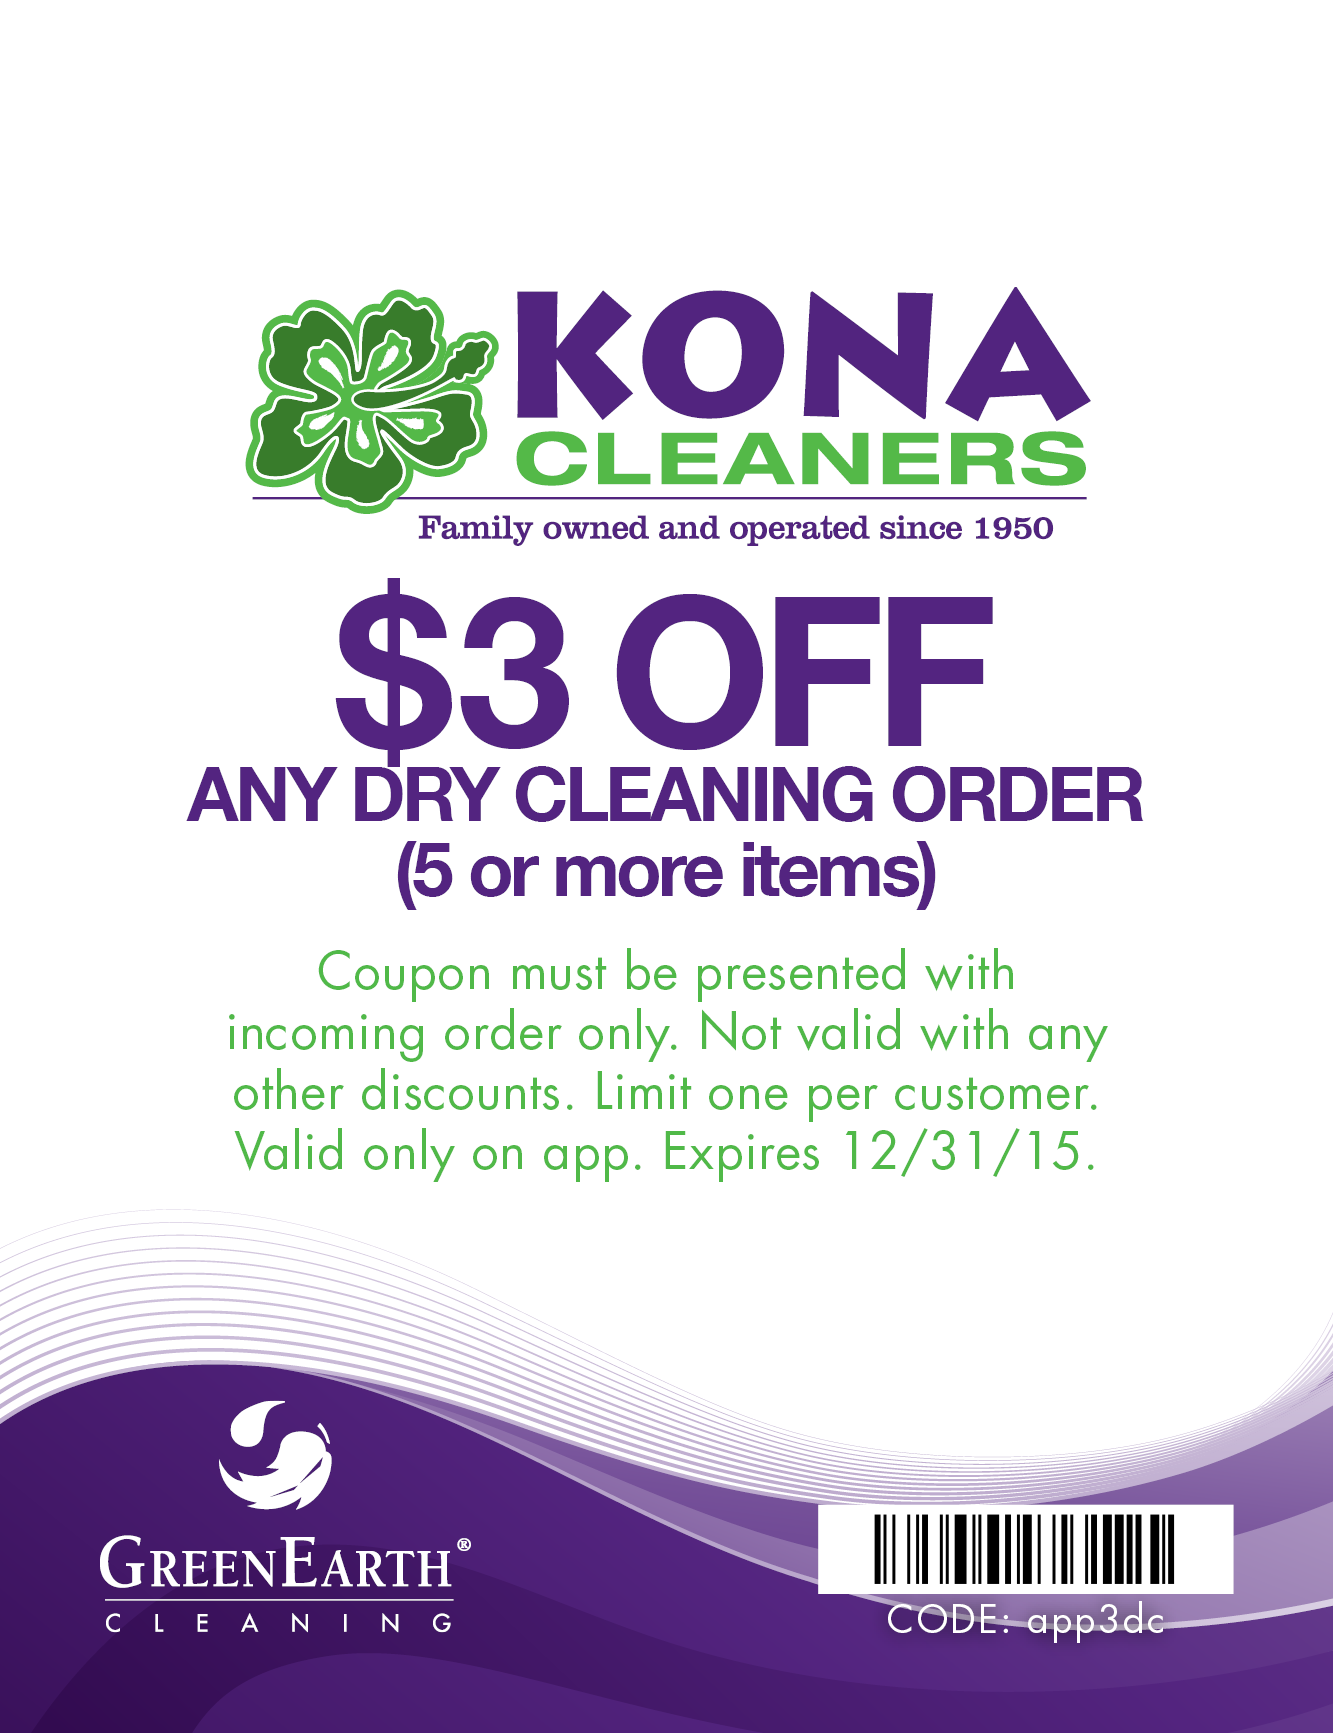 KONA
CLEANERS
Family owned and operated since 1950
$3 OFF
ANY DRY CLEANING ORDER
(5 or more items)
Coupon must be presented with
incoming order only. Not valid with any
other discounts. Limit one per customer.
Valid only on app. Expires 12/31/15.
GREENEARTH®
CLEANING
CODE: app3dc